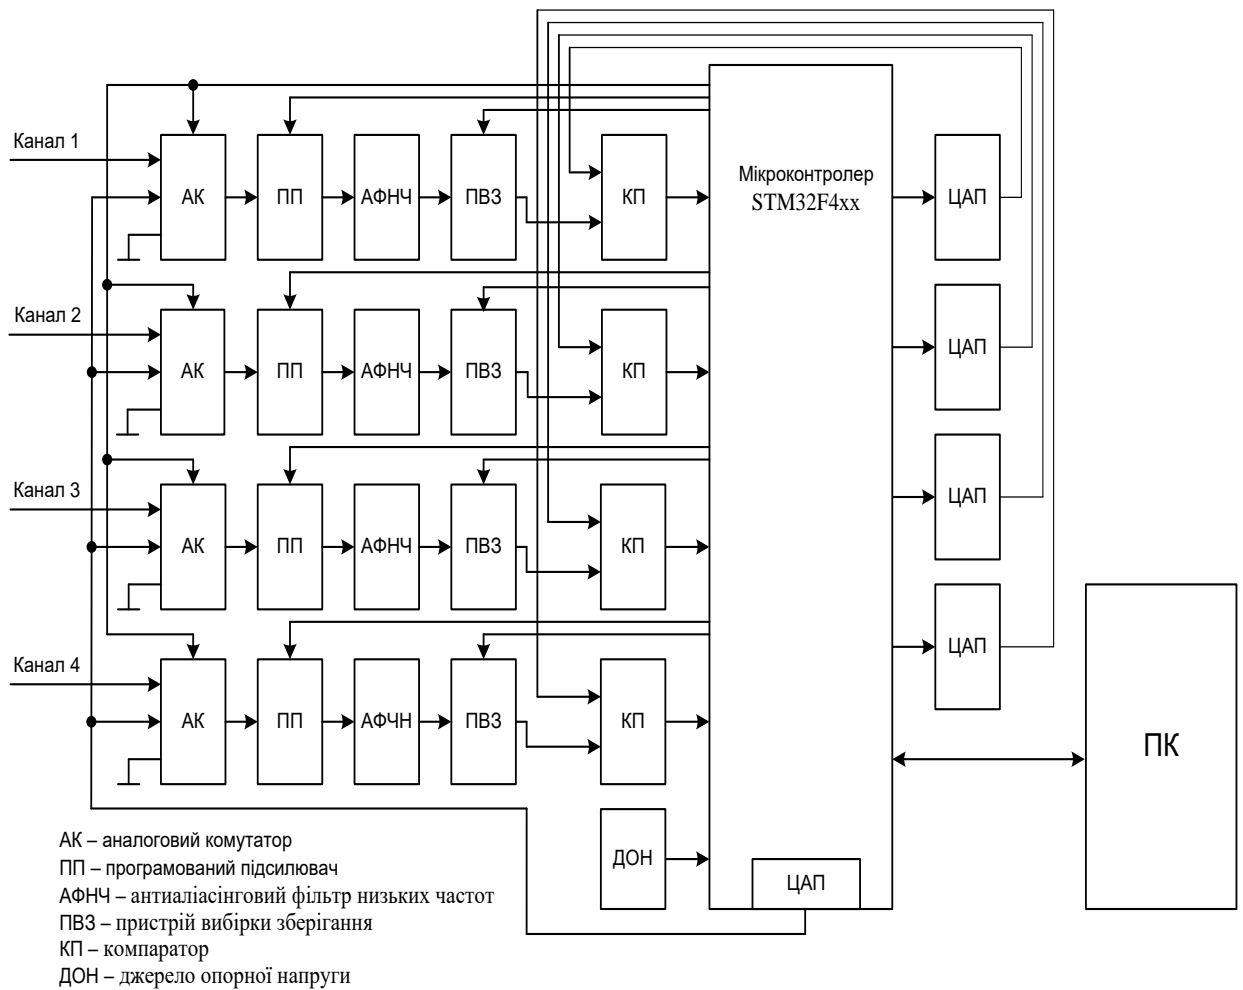 Канал 1
АК
ПП
АФНЧ
ПВЗ
КП
Мікроконтролер
STM32F4xx
ЦАП
Канал 2
АК
ПП
АФНЧ
ПВЗ
КП
ЦАП
Канал 3
АК
ПП
АФНЧ
ПВЗ
КП
ЦАП
Канал 4
АК
ПП
АФЧН
ПВЗ
КП
ЦАП
ПК
ДОН
ЦАП
АК – аналоговий комутатор
ПП – програмований підсилювач
АФНЧ – антиаліасінговий фільтр низьких частот
ПВЗ – пристрій вибірки зберігання
КП – компаратор
ДОН – джерело опорної напруги